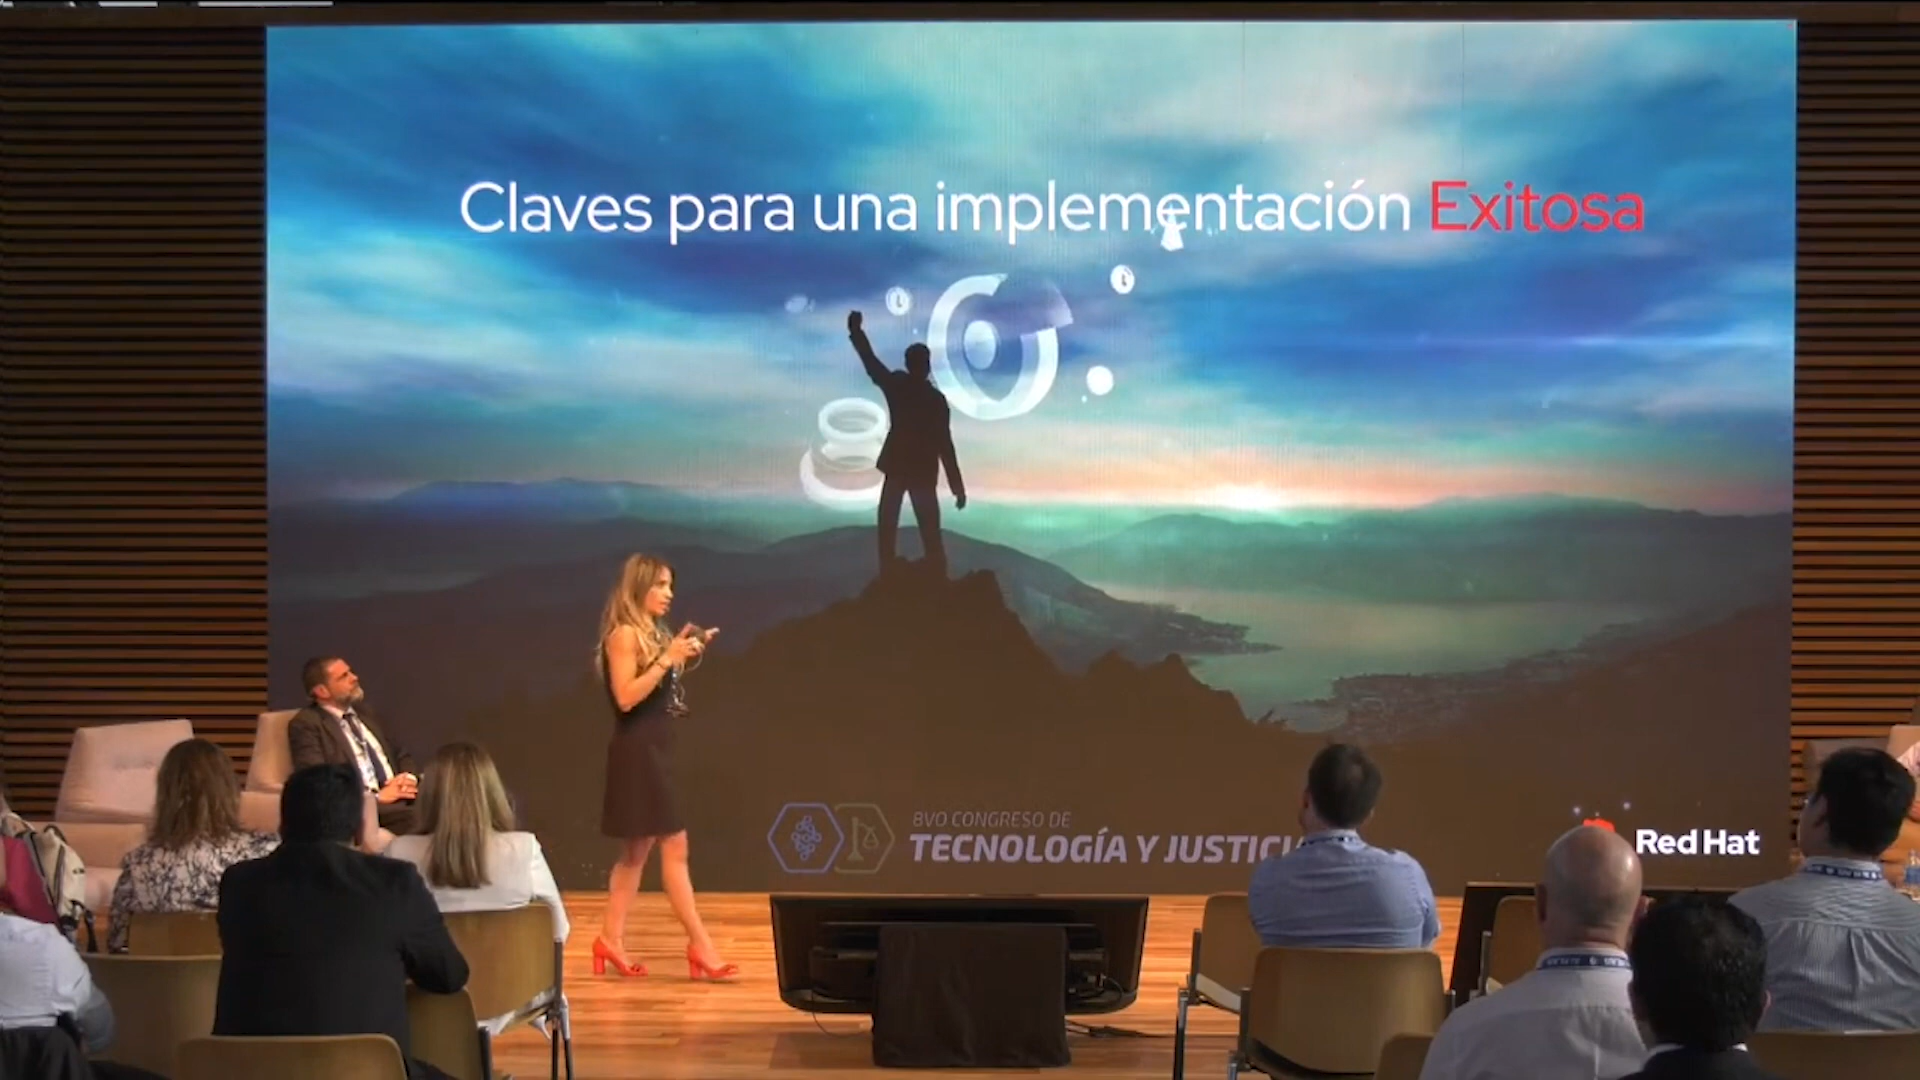 Claves para una implementación Exitosa
8VO CONGRESO DE
TECNOLOGÍA Y JUSTICI
Red Hat